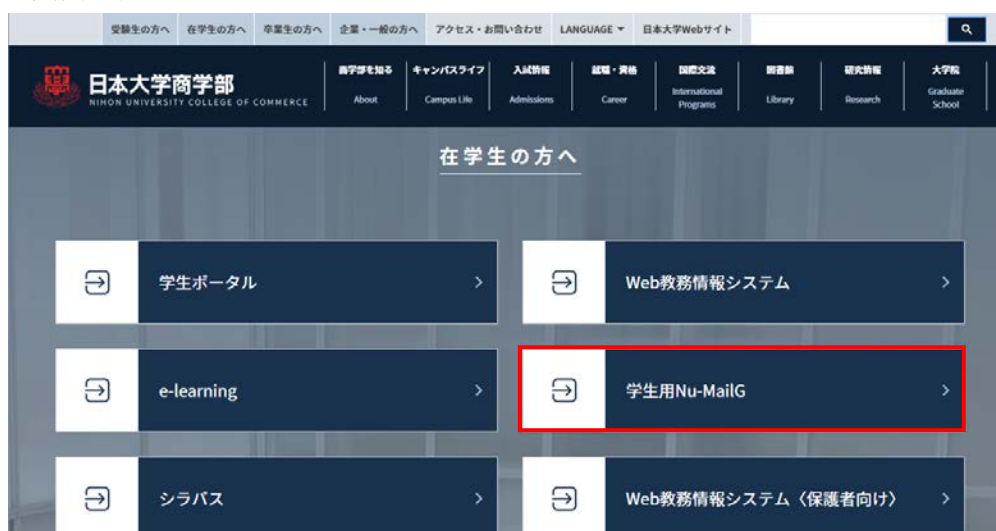 受験生の方へ 在学生の方へ 卒業生の方へ 企業・一般の方へ アクセス・お問い合わせ LANGUAGE ▼ 日本大学Webサイト
日本大学商学部
NIHON UNIVERSITY COLLEGE OF COMMERCE
商学部を知る キャンパスライフ 入試情報 就職・資格 国際交流 図書館 研究情報 大学院
About Campus Life Admissions Career International Programs Library Research Graduate School
在学生の方へ
学生ポータル
Web教務情報システム
e-learning
学生用Nu-MailG
シラバス
Web教務情報システム〈保護者向け〉